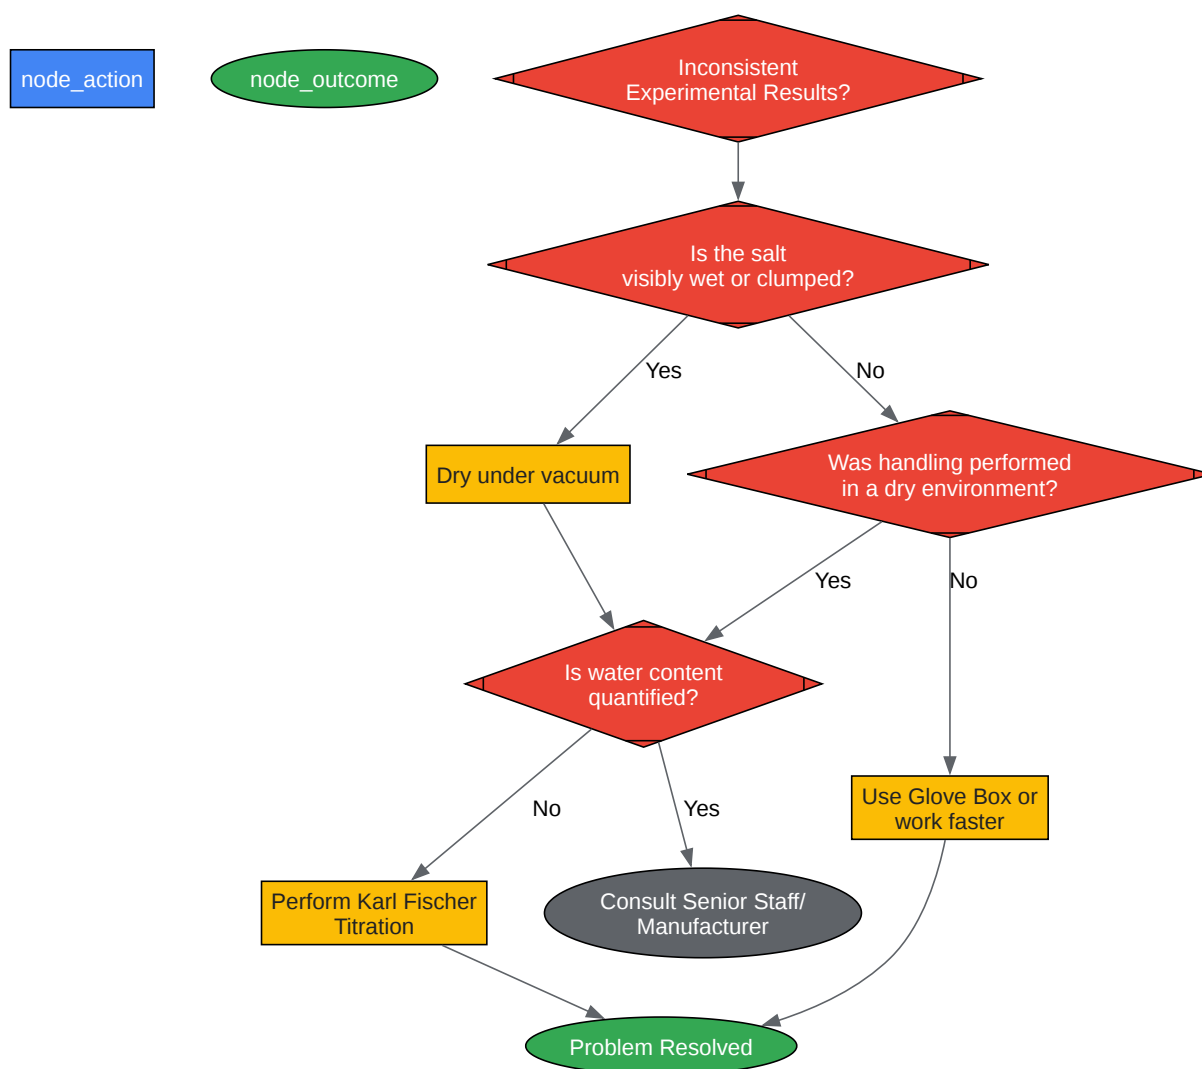 node_action
node_outcome
Inconsistent
Experimental Results?
Is the salt
visibly wet or clumped?
Yes
No
Dry under vacuum
Was handling performed
in a dry environment?
Yes
No
Is water content
quantified?
No
Yes
Use Glove Box or
work faster
Perform Karl Fischer
Titration
Consult Senior Staff/
Manufacturer
Problem Resolved